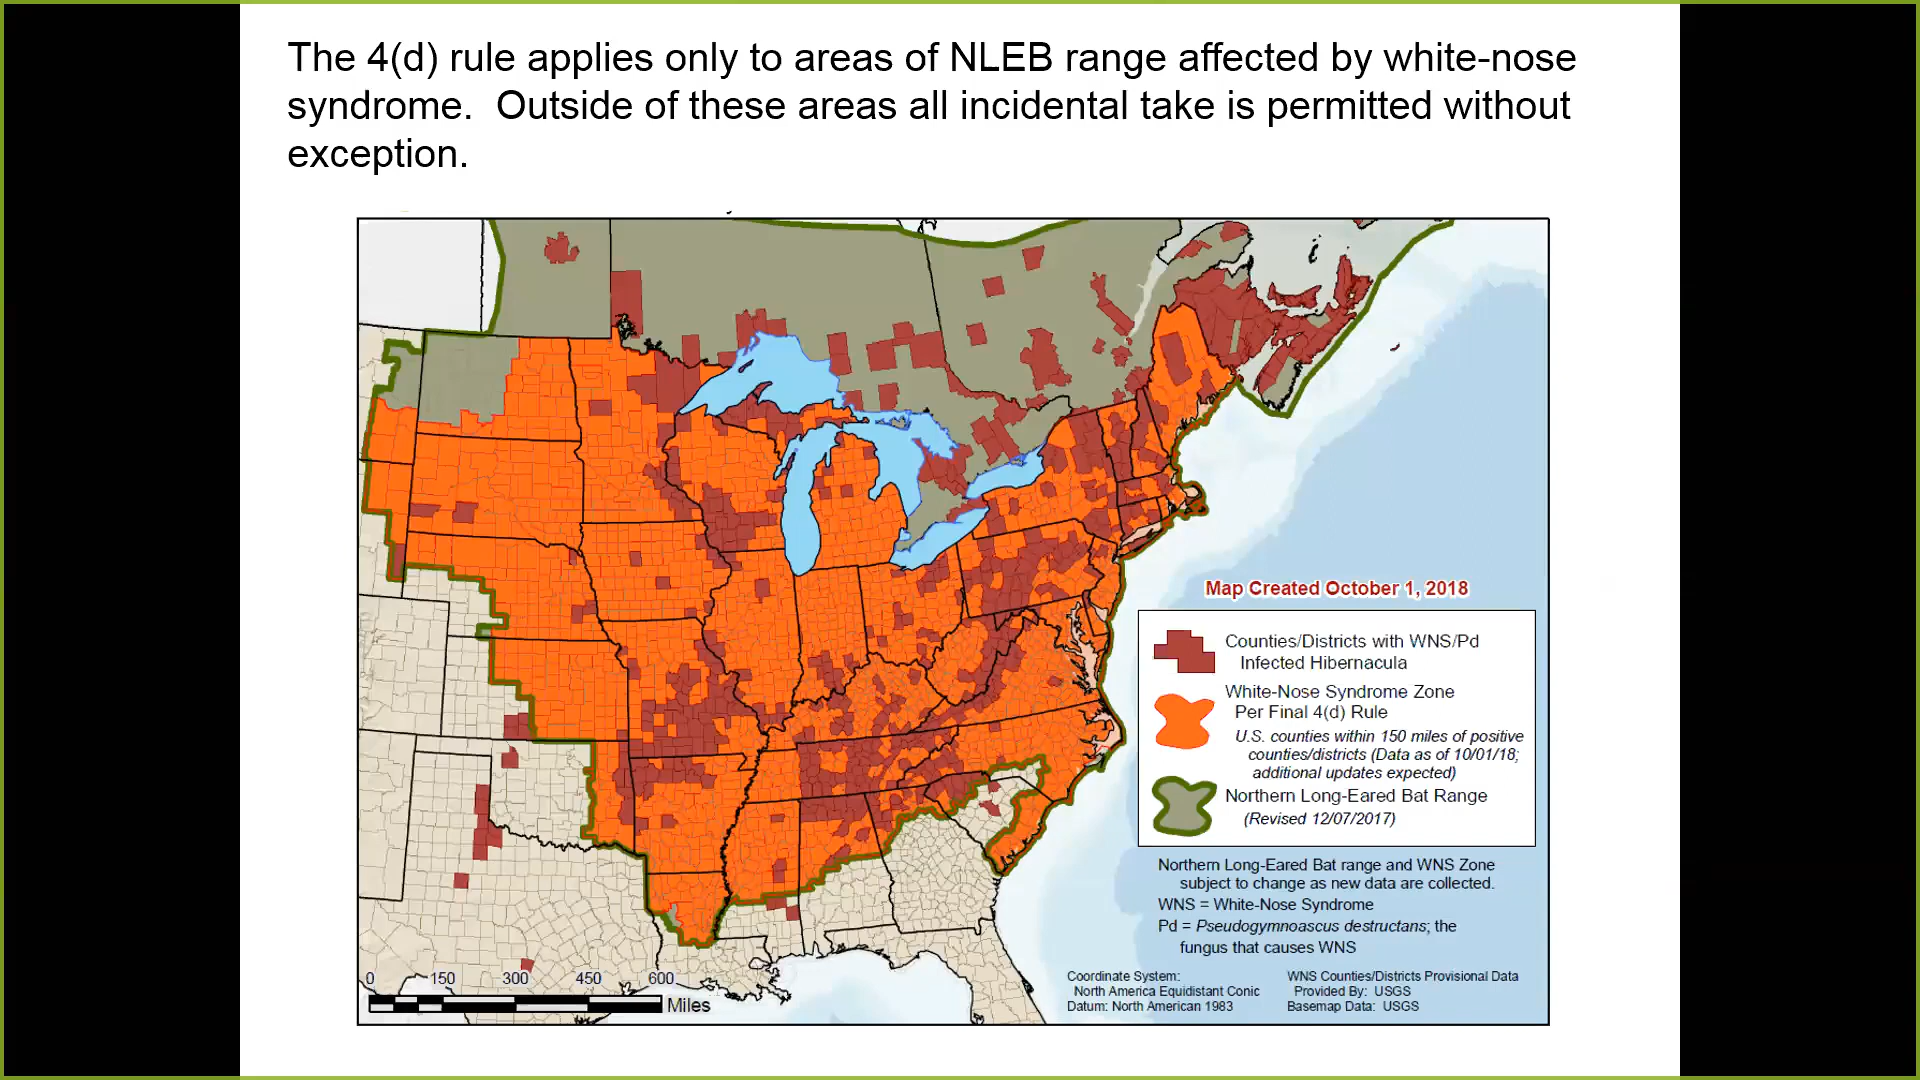 The 4(d) rule applies only to areas of NLEB range affected by white-nose
syndrome.  Outside of these areas all incidental take is permitted without
exception.
Map Created October 1, 2018
Counties/Districts with WNS/Pd
Infected Hibernacula
White-Nose Syndrome Zone
Per Final 4(d) Rule
U.S. counties within 150 miles of positive
counties/districts (Data as of 10/01/18;
additional updates expected)
Northern Long-Eared Bat Range
(Revised 12/07/2017)
Northern Long-Eared Bat range and WNS Zone
subject to change as new data are collected.
WNS = White-Nose Syndrome
Pd = Pseudogymnoascus destructans; the
fungus that causes WNS
0 150 300 450 600
Miles
Coordinate System:
North America Equidistant Conic
Datum: North American 1983
WNS Counties/Districts Provisional Data
Provided By:  USGS
Basemap Data:  USGS